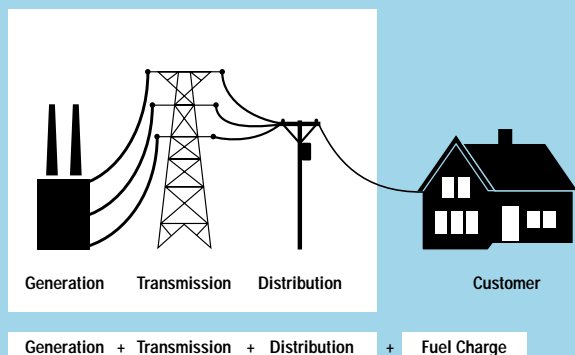 Generation Transmission Distribution Customer
Generation + Transmission + Distribution + Fuel Charge